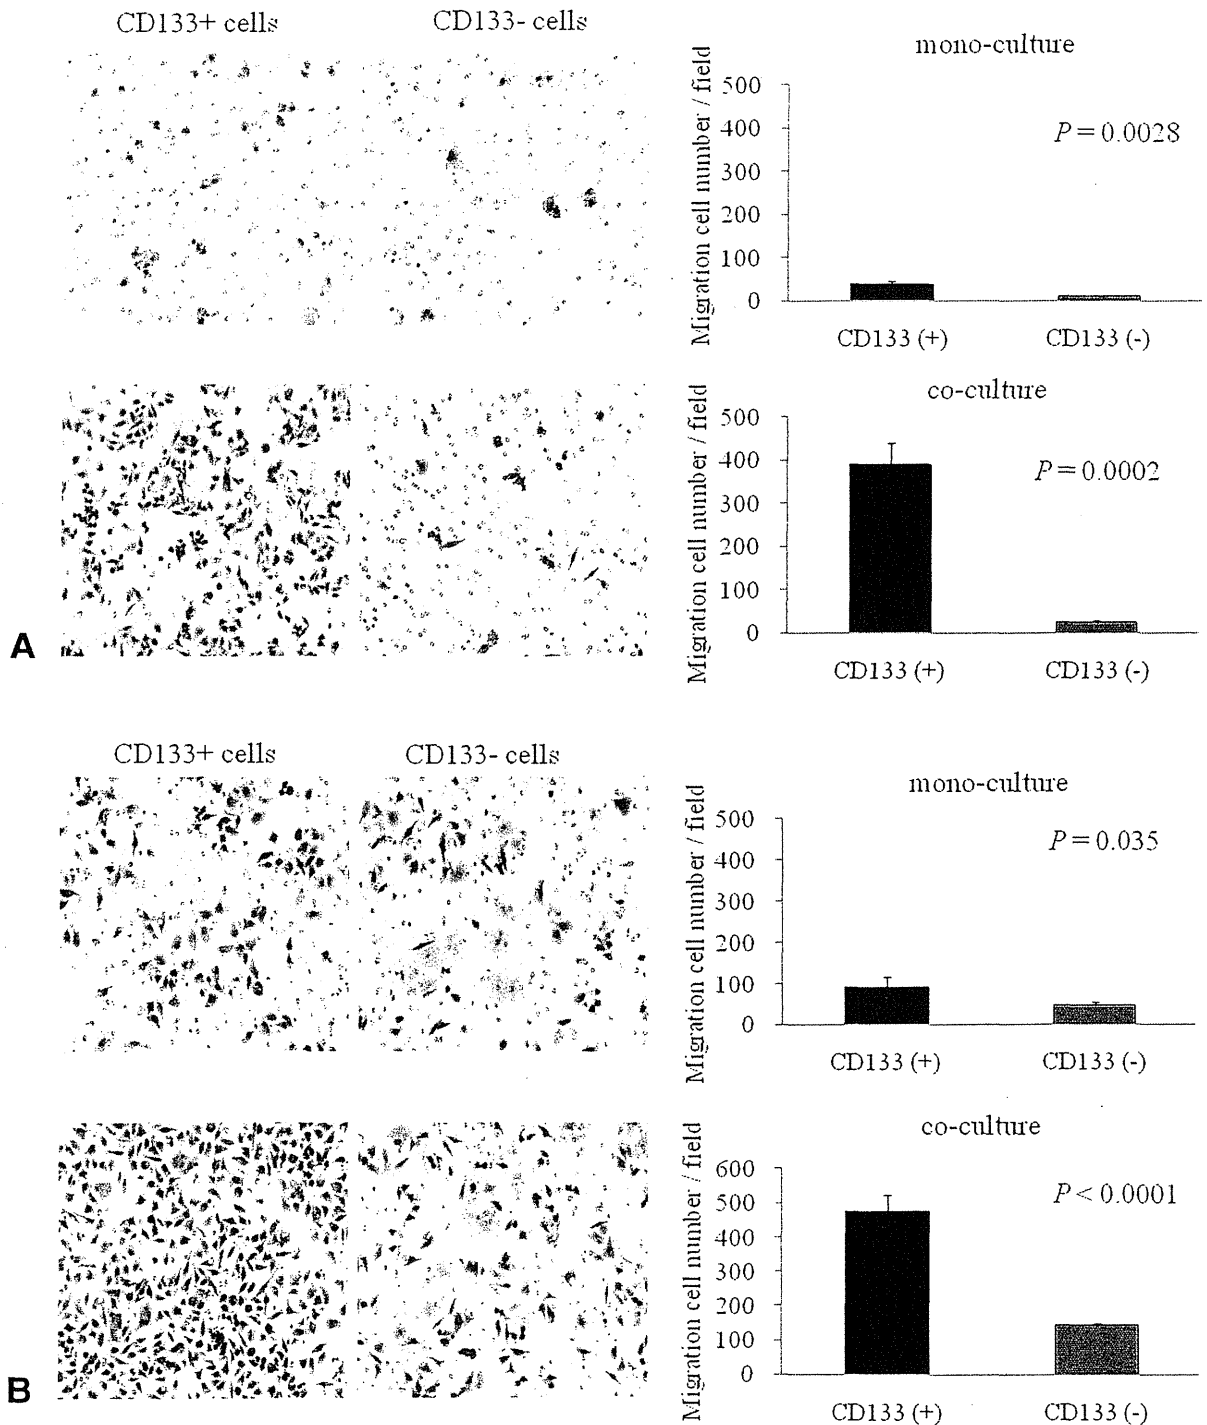 CD133+ cells
CD133- cells
mono-culture
Migration cell number / field
500
400
300
200
100
0
P = 0.0028
CD133 (+)
CD133 (-)
co-culture
Migration cell number / field
500
400
300
200
100
0
P = 0.0002
CD133 (+)
CD133 (-)
A
CD133+ cells
CD133- cells
mono-culture
Migration cell number / field
500
400
300
200
100
0
P = 0.035
CD133 (+)
CD133 (-)
co-culture
Migration cell number / field
600
500
400
300
200
100
0
P < 0.0001
CD133 (+)
CD133 (-)
B